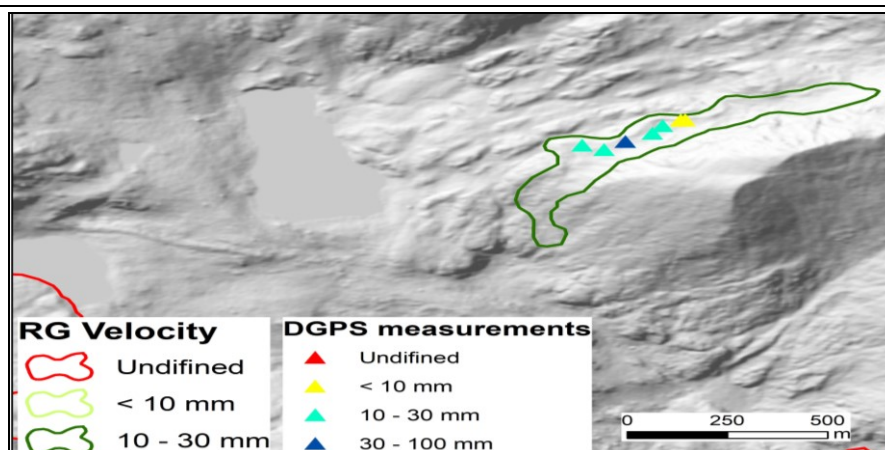 RG Velocity
Undifined
< 10 mm
10 - 30 mm
DGPS measurements
Undifined
< 10 mm
10 - 30 mm
30 - 100 mm
0 250 500
m